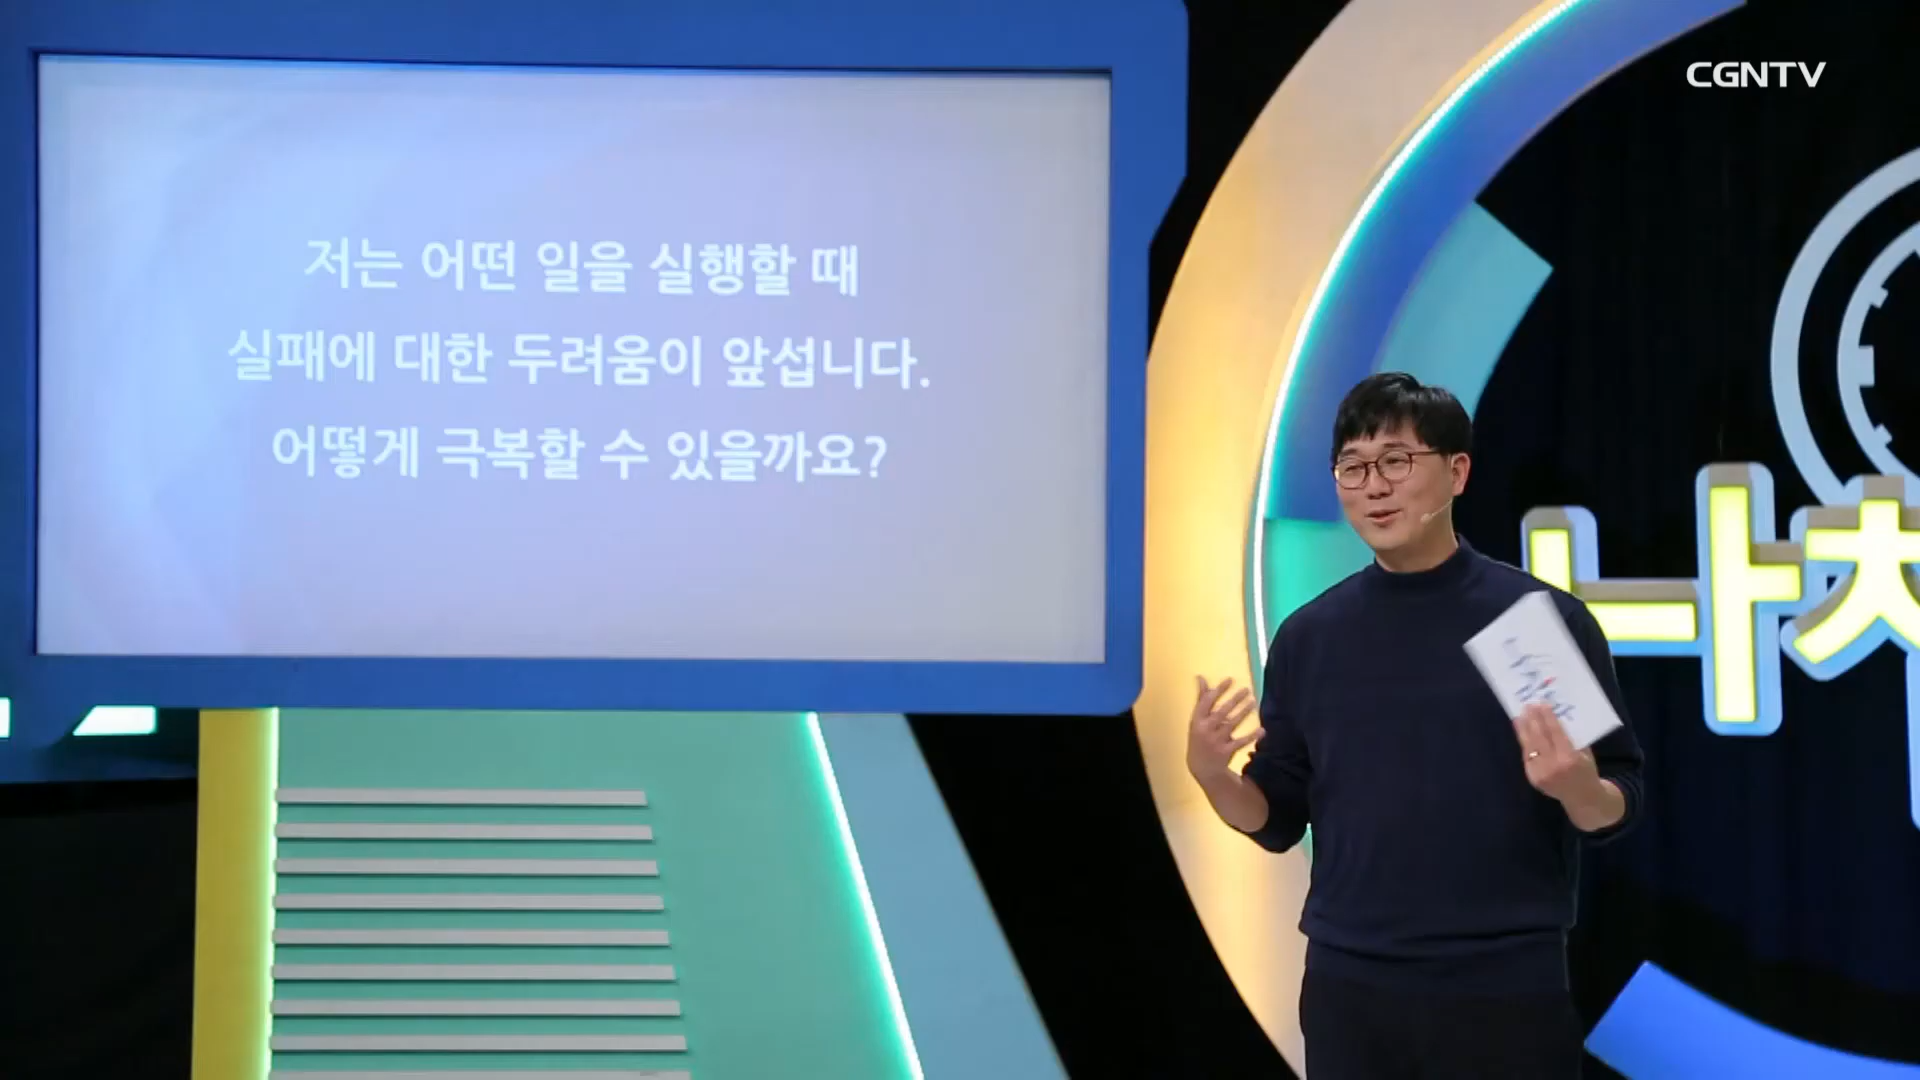 CGNTV
저는 어떤 일을 실행할 때
실패에 대한 두려움이 앞섭니다.
어떻게 극복할 수 있을까요?
나